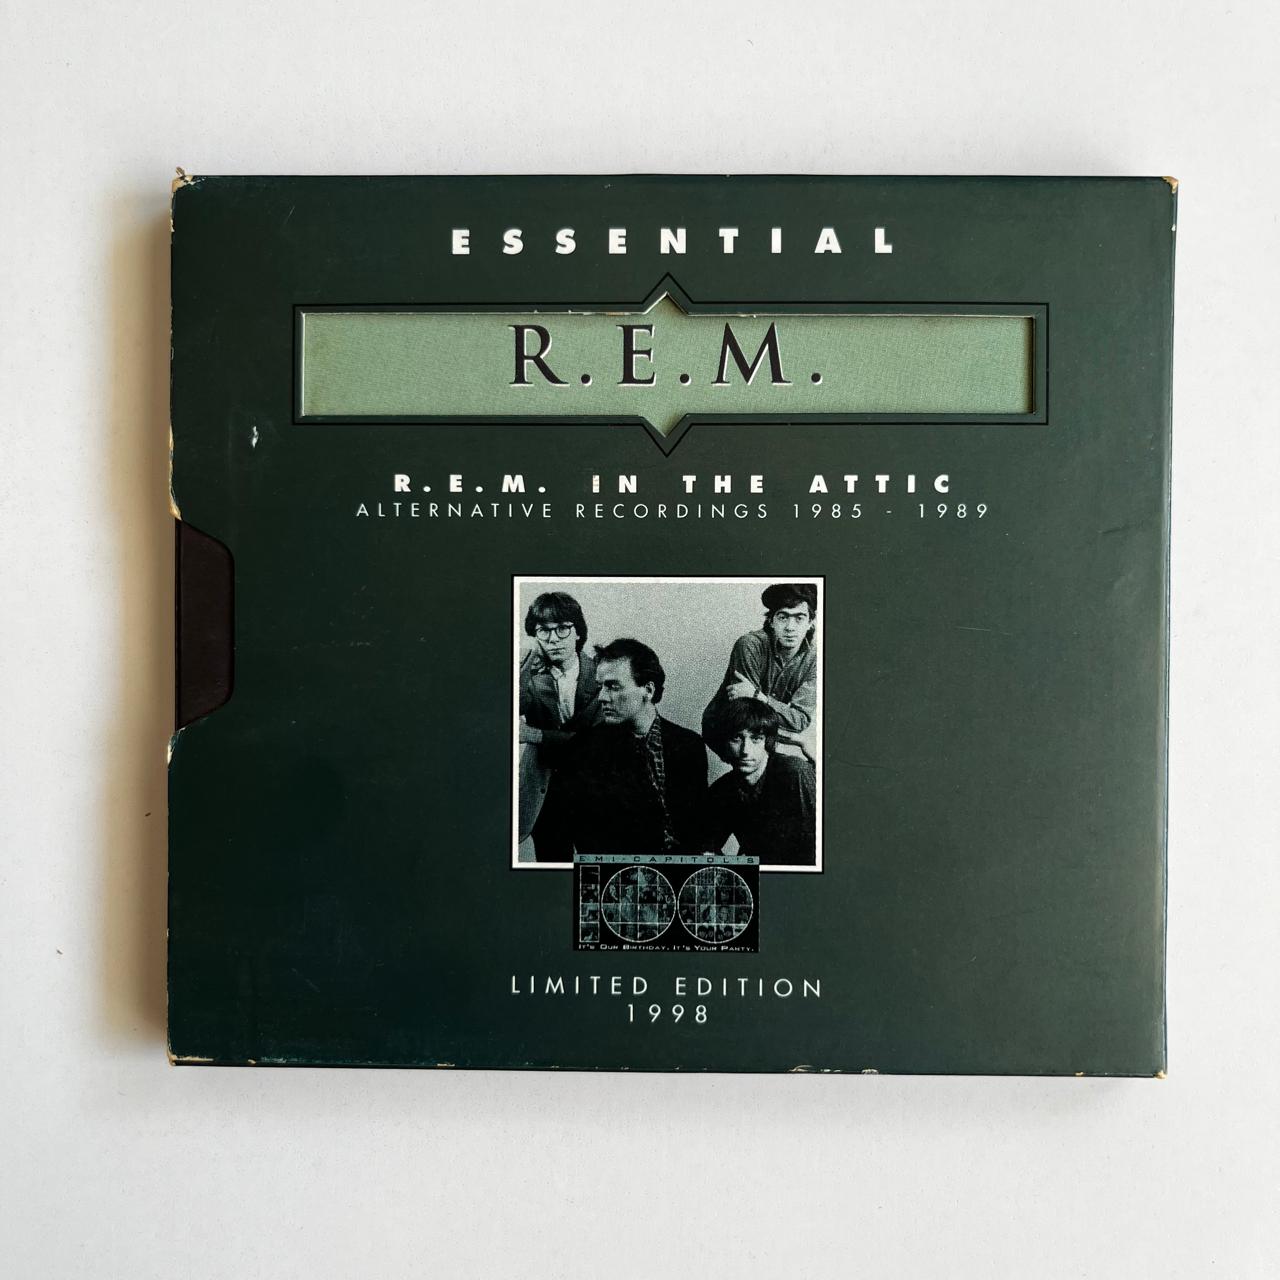 ESSENTIAL
R.E.M.
R.E.M. IN THE ATTIC
ALTERNATIVE RECORDINGS 1985 - 1989
EMI-CAPITOL'S
100
IT'S OUR BIRTHDAY. IT'S YOUR PARTY.
LIMITED EDITION
1998